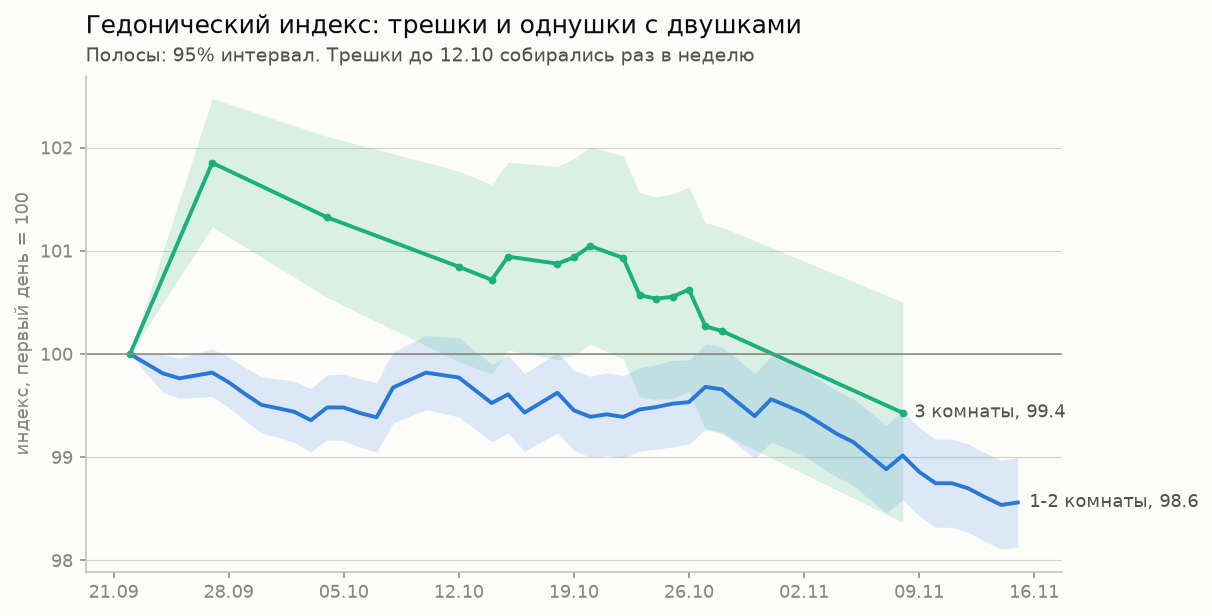 Гедонический индекс: трешки и однушки с двушками
Полосы: 95% интервал. Трешки до 12.10 собирались раз в неделю
индекс, первый день = 100
102
101
100
99
98
3 комнаты, 99.4
1-2 комнаты, 98.6
21.09 28.09 05.10 12.10 19.10 26.10 02.11 09.11 16.11